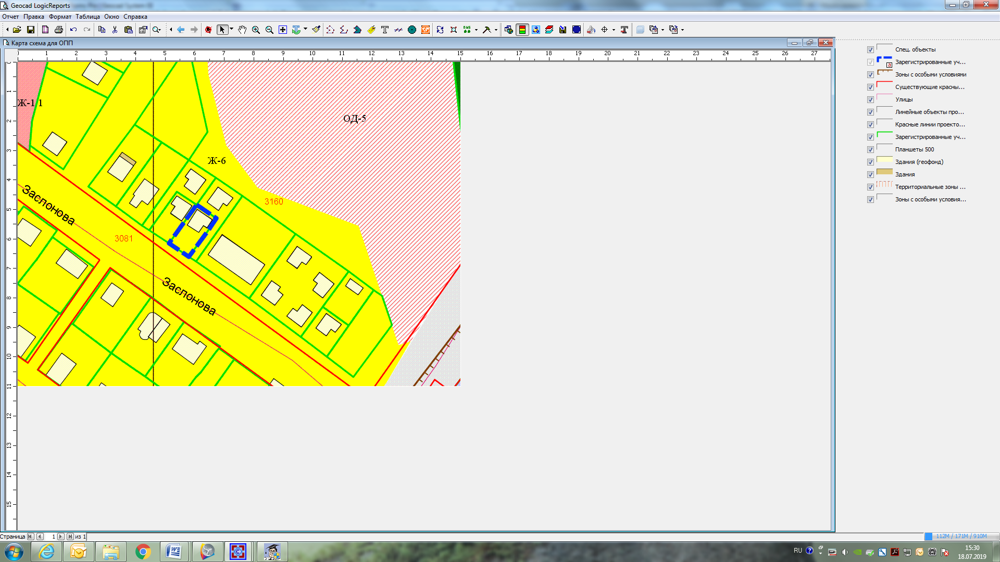 Geocad LogicReports
Отчет Правка Формат Таблица Окно Справка
Карта схема для ОПП
0 1 2 3 4 5 6 7 8 9 10 11 12 13 14 15 16 17 18 19 20 21 22 23 24 25 26 27
0
1
2
3
4
5
6
7
8
9
10
11
12
13
14
15
Ж-1 1
ОД-5
Ж-6
3160
Заслонова
3081
Заслонова
Спец. объекты
Зарегистрированные уч...
Зоны с особыми условиями
Существующие красны...
Улицы
Линейные объекты про...
Красные линии проекто...
Зарегистрированные уч...
Планшеты 500
Здания (геофонд)
Здания
Территориальные зоны ...
Зоны с особыми условия...
Страница 1 из 1
112M / 171M / 910M
RU
15:30
18.07.2019